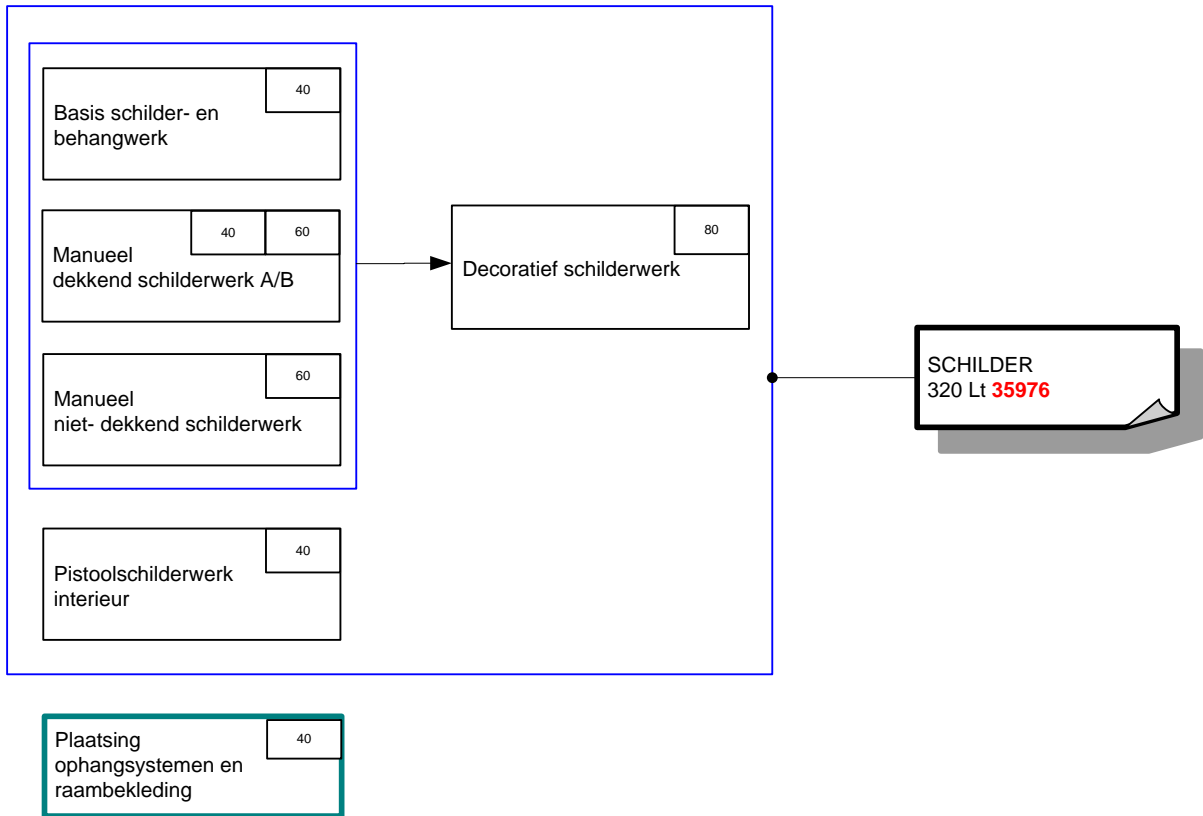 40
Basis schilder- en
behangwerk
40 60
Manueel
dekkend schilderwerk A/B
60
Manueel
niet- dekkend schilderwerk
80
Decoratief schilderwerk
SCHILDER
320 Lt 35976
40
Pistoolschilderwerk
interieur
40
Plaatsing
ophangsystemen en
raambekleding